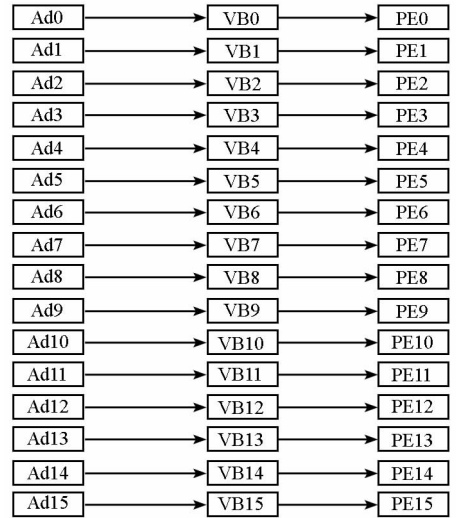 Ad0 VB0 PE0
Ad1 VB1 PE1
Ad2 VB2 PE2
Ad3 VB3 PE3
Ad4 VB4 PE4
Ad5 VB5 PE5
Ad6 VB6 PE6
Ad7 VB7 PE7
Ad8 VB8 PE8
Ad9 VB9 PE9
Ad10 VB10 PE10
Ad11 VB11 PE11
Ad12 VB12 PE12
Ad13 VB13 PE13
Ad14 VB14 PE14
Ad15 VB15 PE15